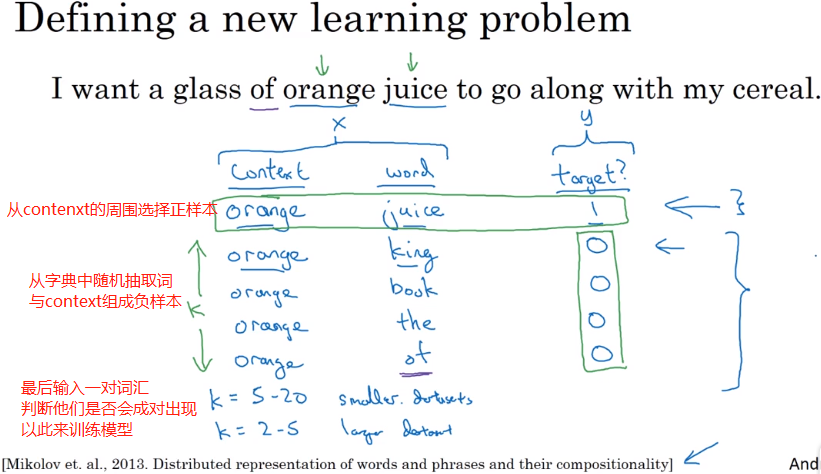 Defining a new learning problem
I want a glass of orange juice to go along with my cereal.
x
y
context word target?
从contenxt的周围选择正样本
orange juice 1
orange king 0
从字典中随机抽取词
与context组成负样本
k
orange book 0
orange the 0
orange of 0
最后输入一对词汇
判断他们是否会成对出现
以此来训练模型
k = 5-20 smaller datasets
k = 2-5 larger dataset
[Mikolov et. al., 2013. Distributed representation of words and phrases and their compositionality]
And